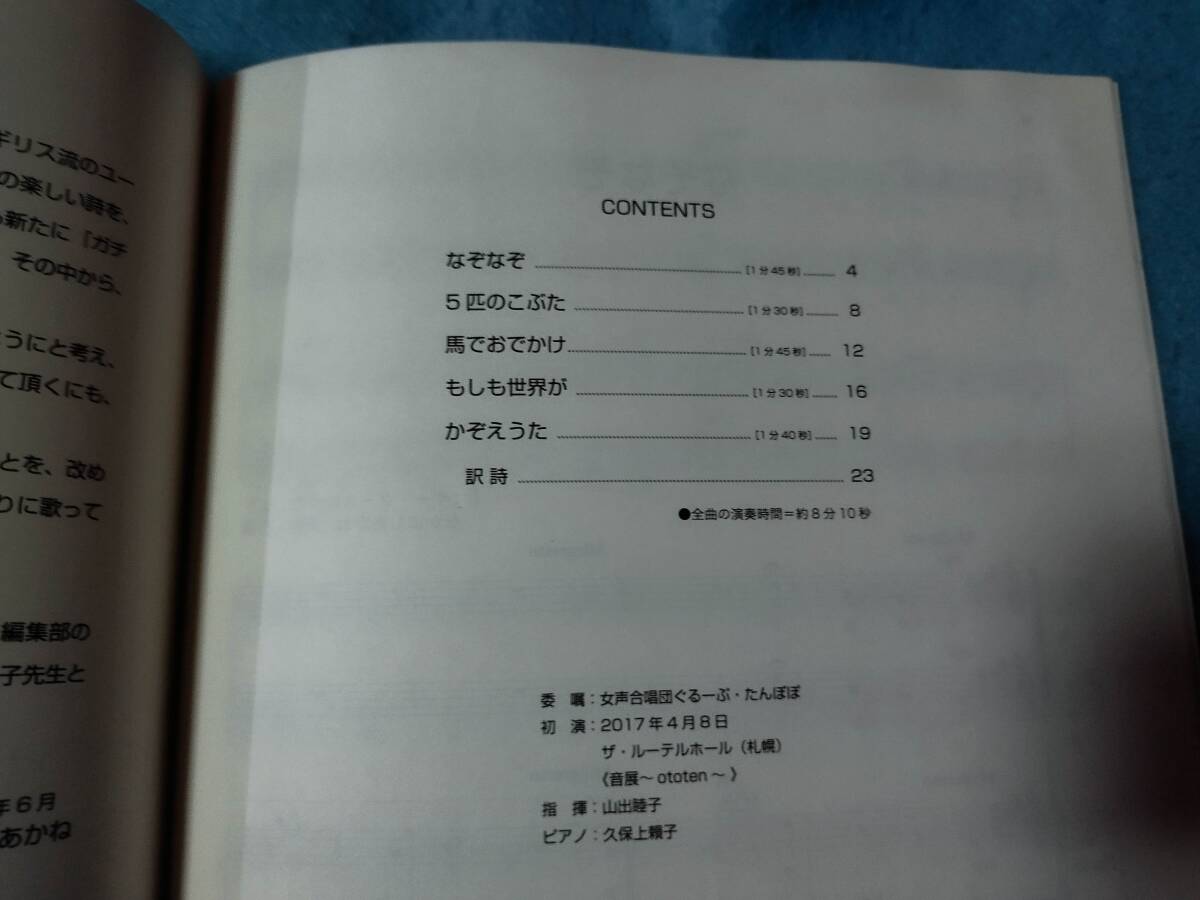 ギリス流のユー
の楽しい詩を、
新たに「ガチ
その中から、
うにと考え、
て頂くにも、
とを、改め
りに歌って
編集部の
子先生と
年6月
あかね
CONTENTS
なぞなぞ [1分45秒] 4
5匹のこぶた [1分30秒] 8
馬でおでかけ [1分45秒] 12
もしも世界が [1分30秒] 16
かぞえうた [1分40秒] 19
訳詩 23
●全曲の演奏時間=約8分10秒
委 嘱:女声合唱団ぐるーぷ・たんぽぽ
初 演:2017年4月8日
ザ・ルーテルホール(札幌)
《音展〜ototen〜》
指 揮:山出睦子
ピアノ:久保上頼子